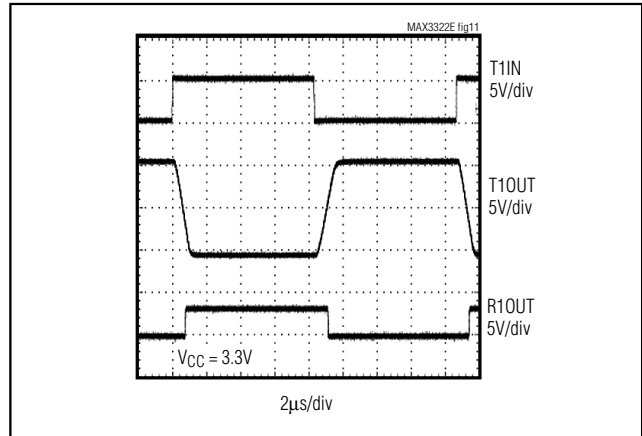 MAX3322E fig11
T1IN
5V/div
T1OUT
5V/div
R1OUT
5V/div
VCC = 3.3V
2μs/div